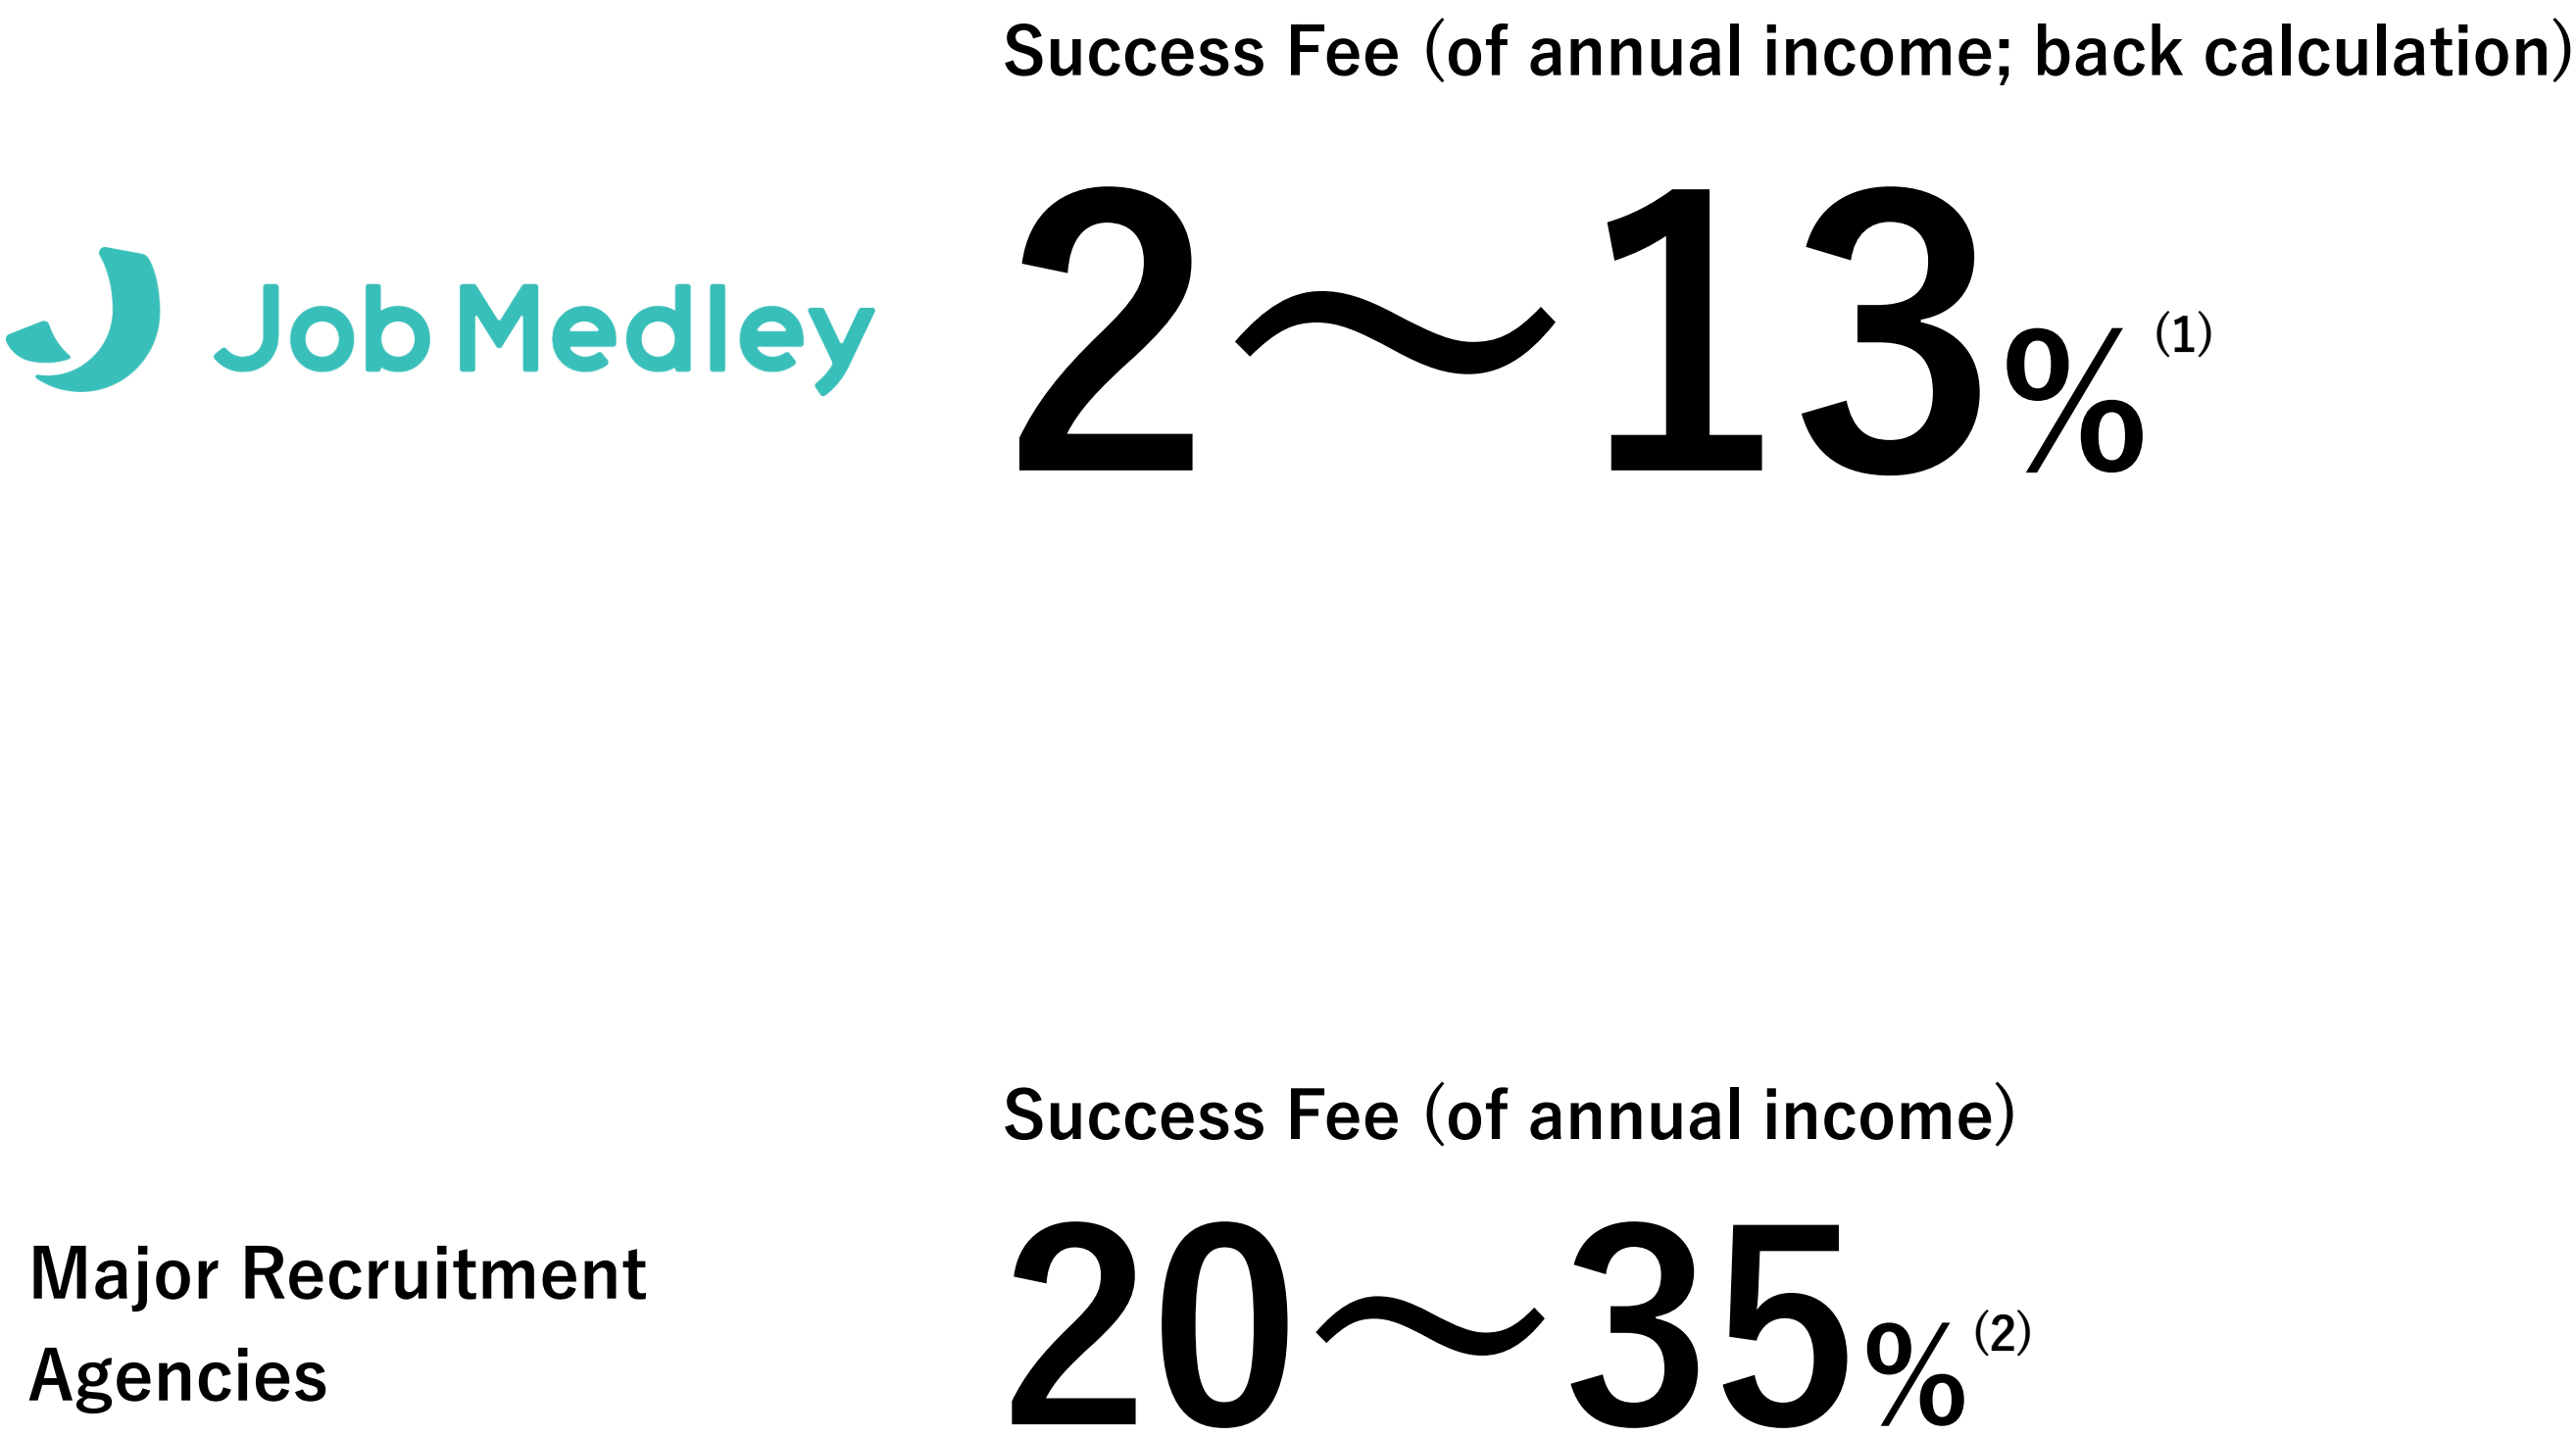 Success Fee (of annual income; back calculation)
Job Medley
2～13% (1)
Success Fee (of annual income)
Major Recruitment
Agencies
20～35% (2)